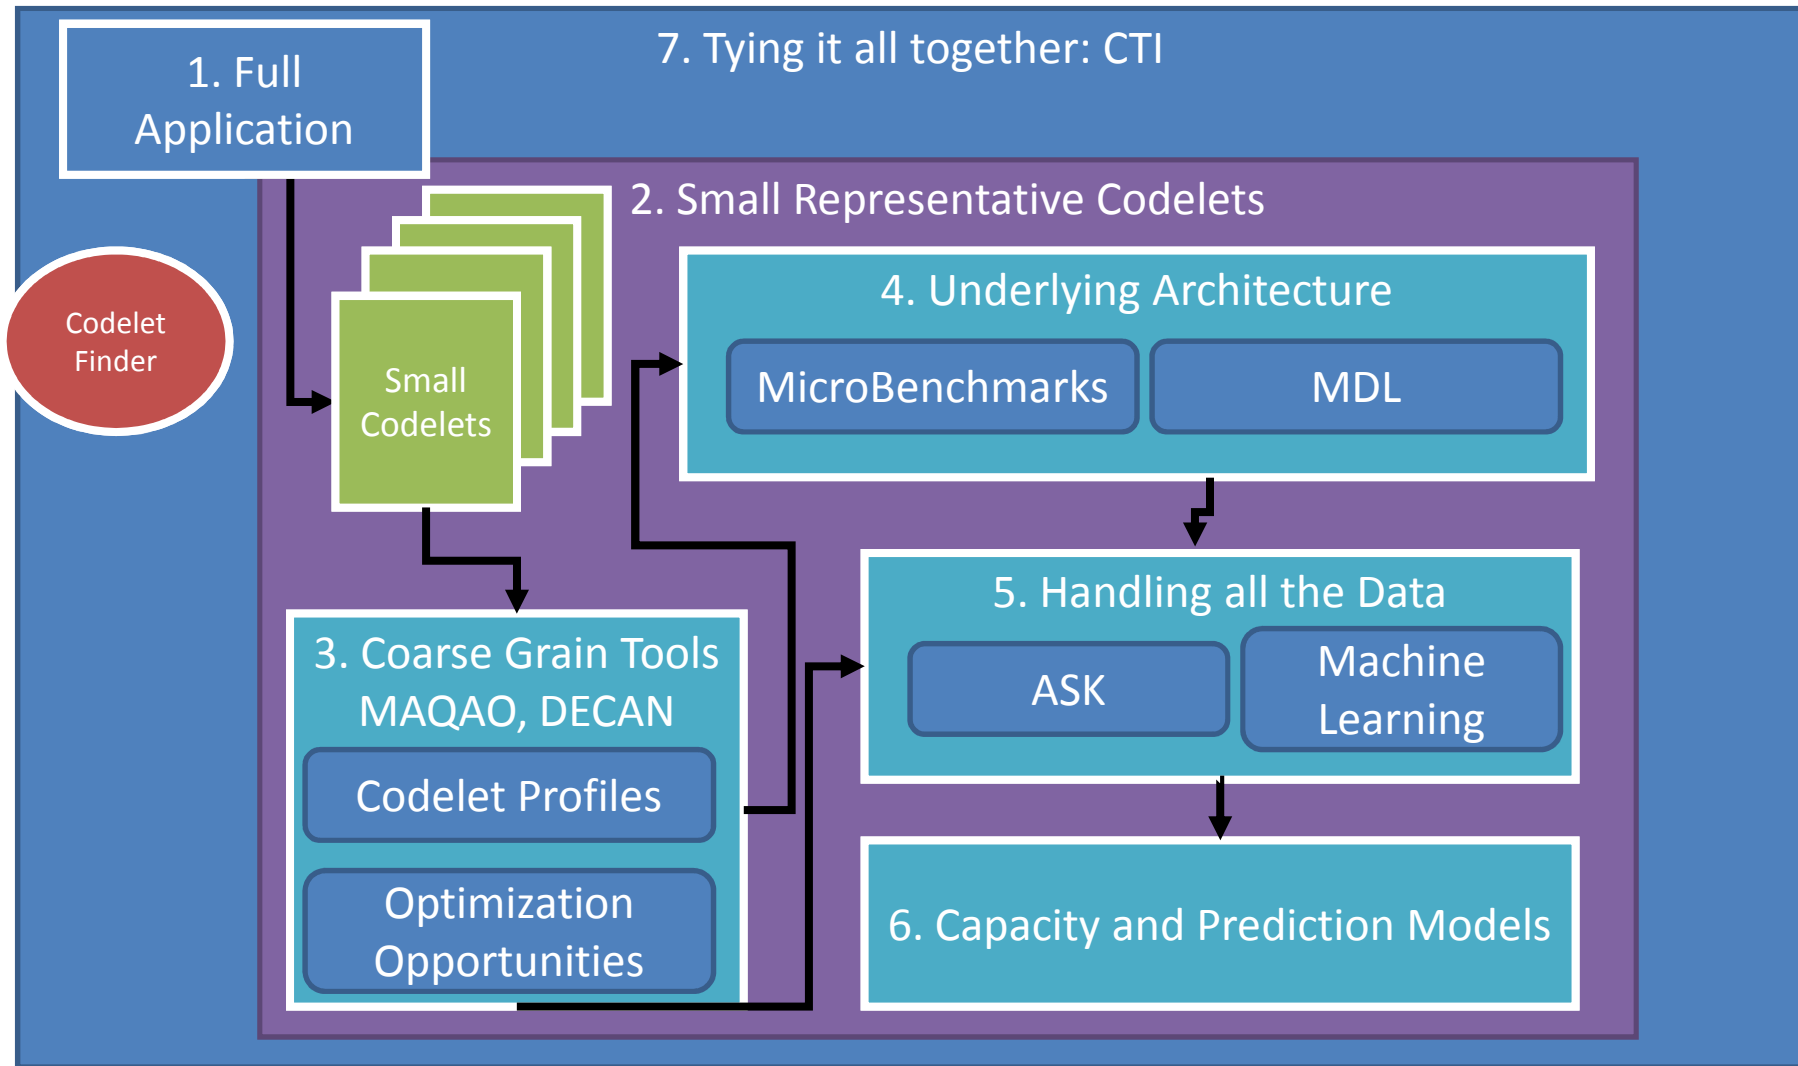 7. Tying it all together: CTI
1. Full
Application
2. Small Representative Codelets
Codelet
Finder
Small
Codelets
4. Underlying Architecture
MicroBenchmarks
MDL
3. Coarse Grain Tools
MAQAO, DECAN
Codelet Profiles
Optimization
Opportunities
5. Handling all the Data
ASK
Machine
Learning
6. Capacity and Prediction Models